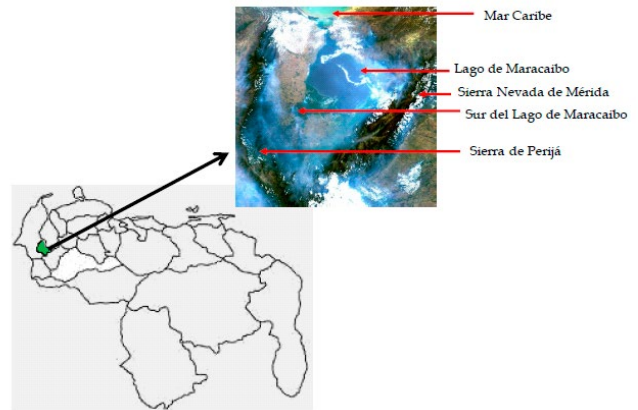 Mar Caribe
Lago de Maracaibo
Sierra Nevada de Mérida
Sur del Lago de Maracaibo
Sierra de Perijá